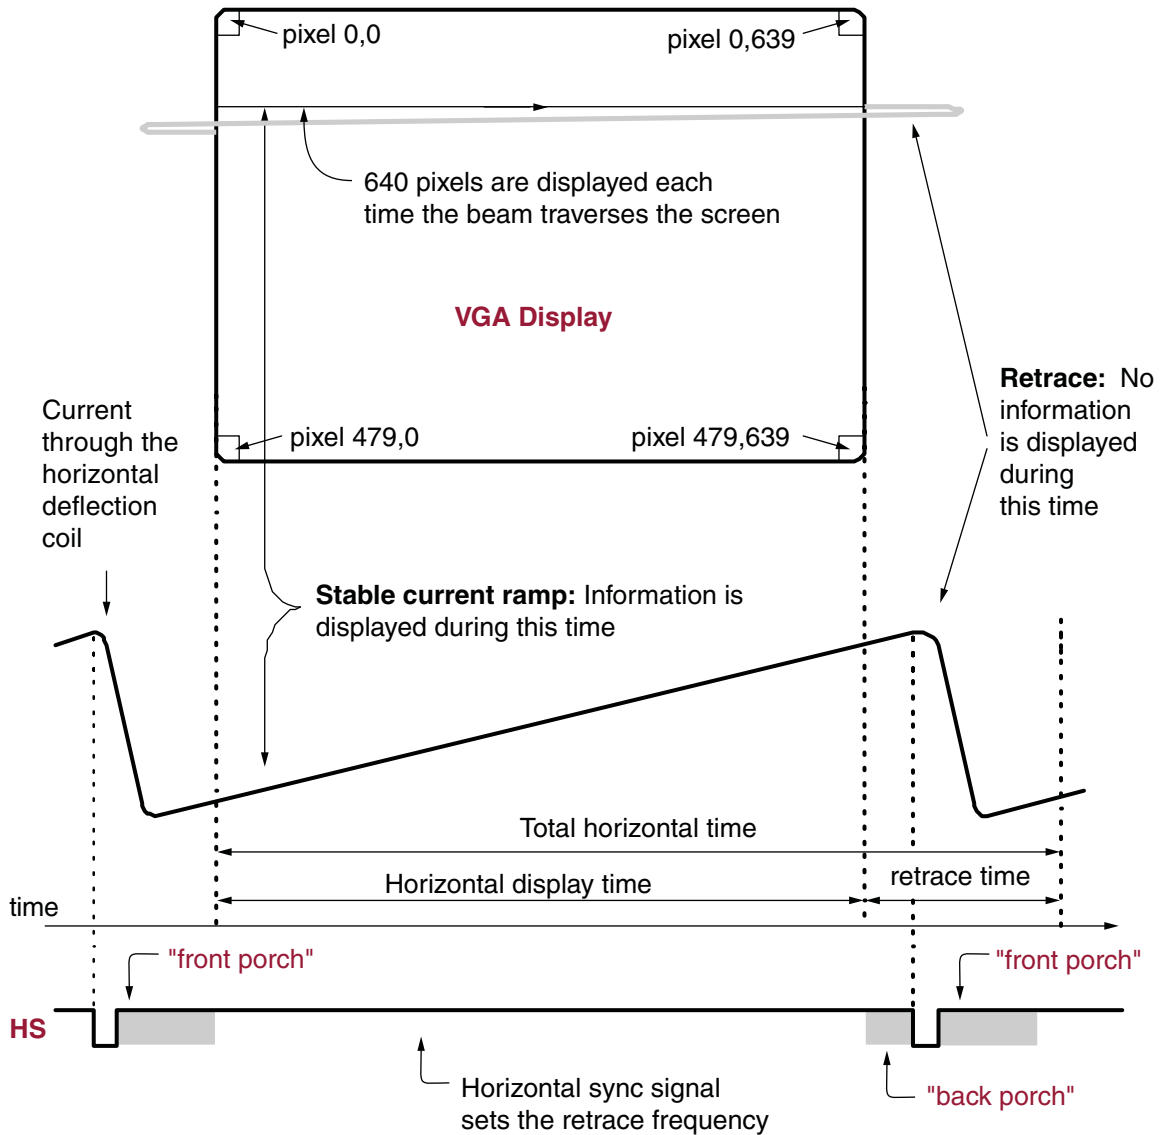 pixel 0,0
pixel 0,639
640 pixels are displayed each
time the beam traverses the screen
VGA Display
Retrace: No
information
is displayed
during
this time
Current
through the
horizontal
deflection
coil
pixel 479,0
pixel 479,639
Stable current ramp: Information is
displayed during this time
Total horizontal time
Horizontal display time
retrace time
time
"front porch"
"front porch"
HS
Horizontal sync signal
sets the retrace frequency
"back porch"